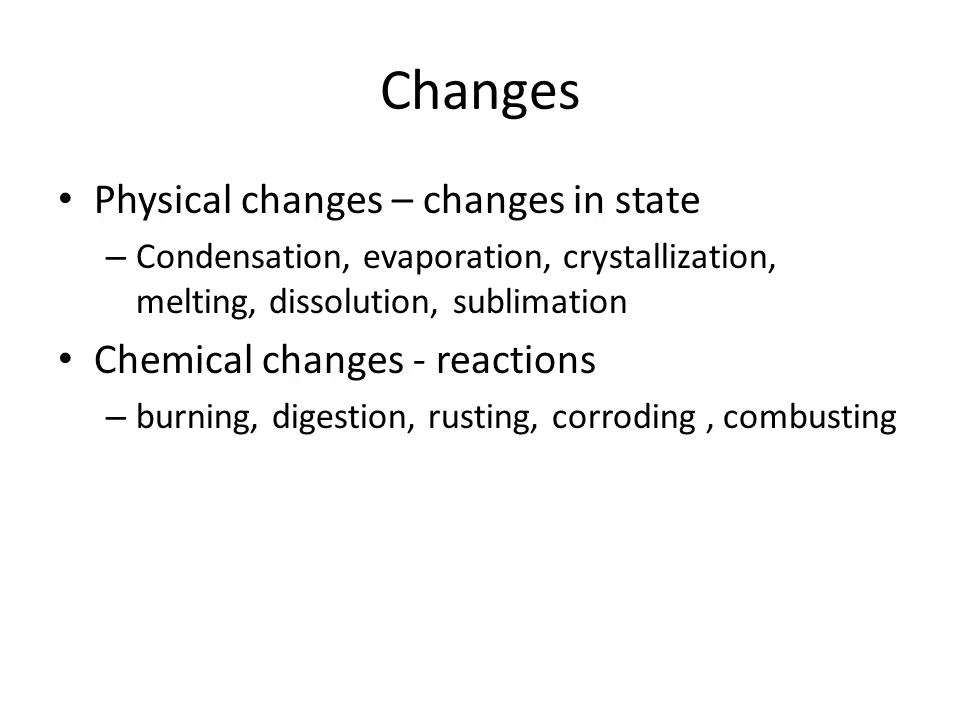 Changes
• Physical changes – changes in state
– Condensation, evaporation, crystallization,
melting, dissolution, sublimation
• Chemical changes - reactions
– burning, digestion, rusting, corroding , combusting